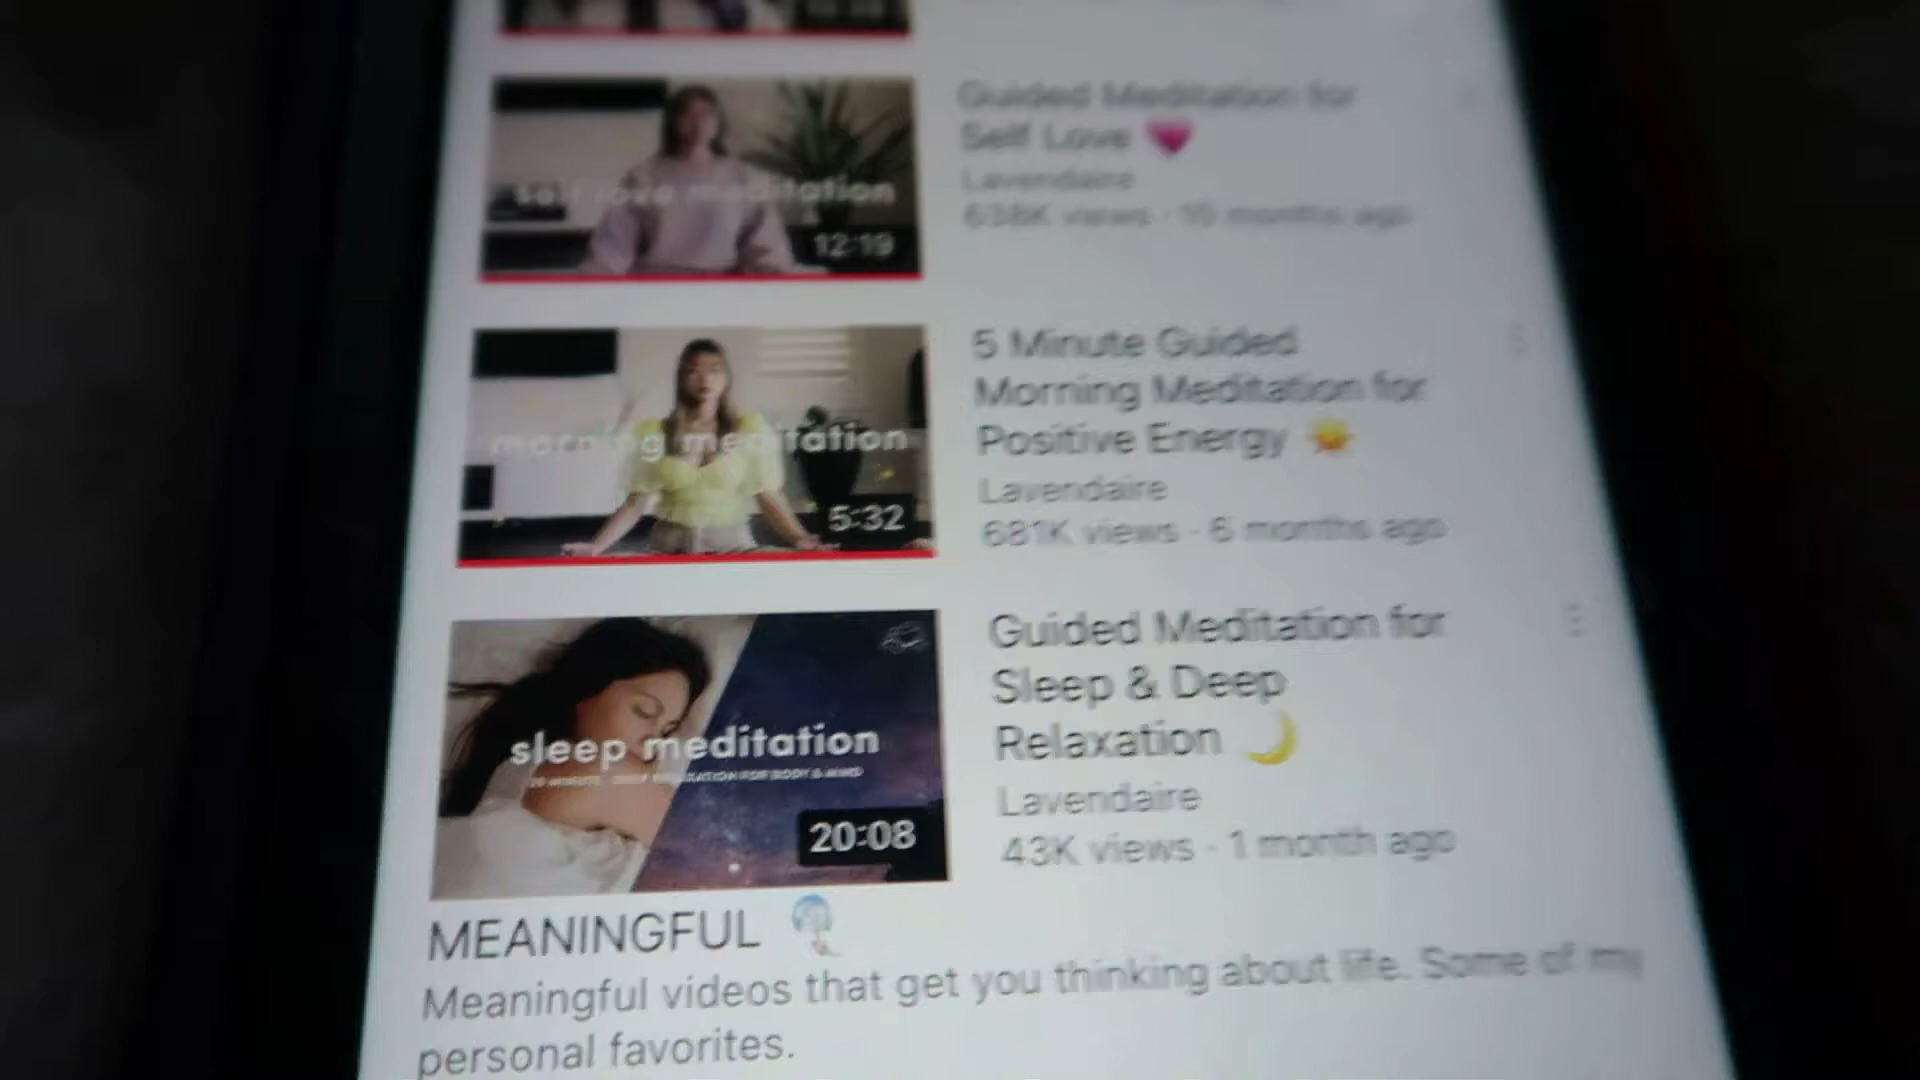 Guided Meditation for
Self Love 💗
Lavendaire
638K views · 10 months ago
self love meditation
12:19
5 Minute Guided
Morning Meditation for
Positive Energy ☀️
Lavendaire
681K views · 6 months ago
morning meditation
5:32
Guided Meditation for
Sleep & Deep
Relaxation 🌙
Lavendaire
43K views · 1 month ago
sleep meditation
20:08
MEANINGFUL
Meaningful videos that get you thinking about life. Some of my
personal favorites.